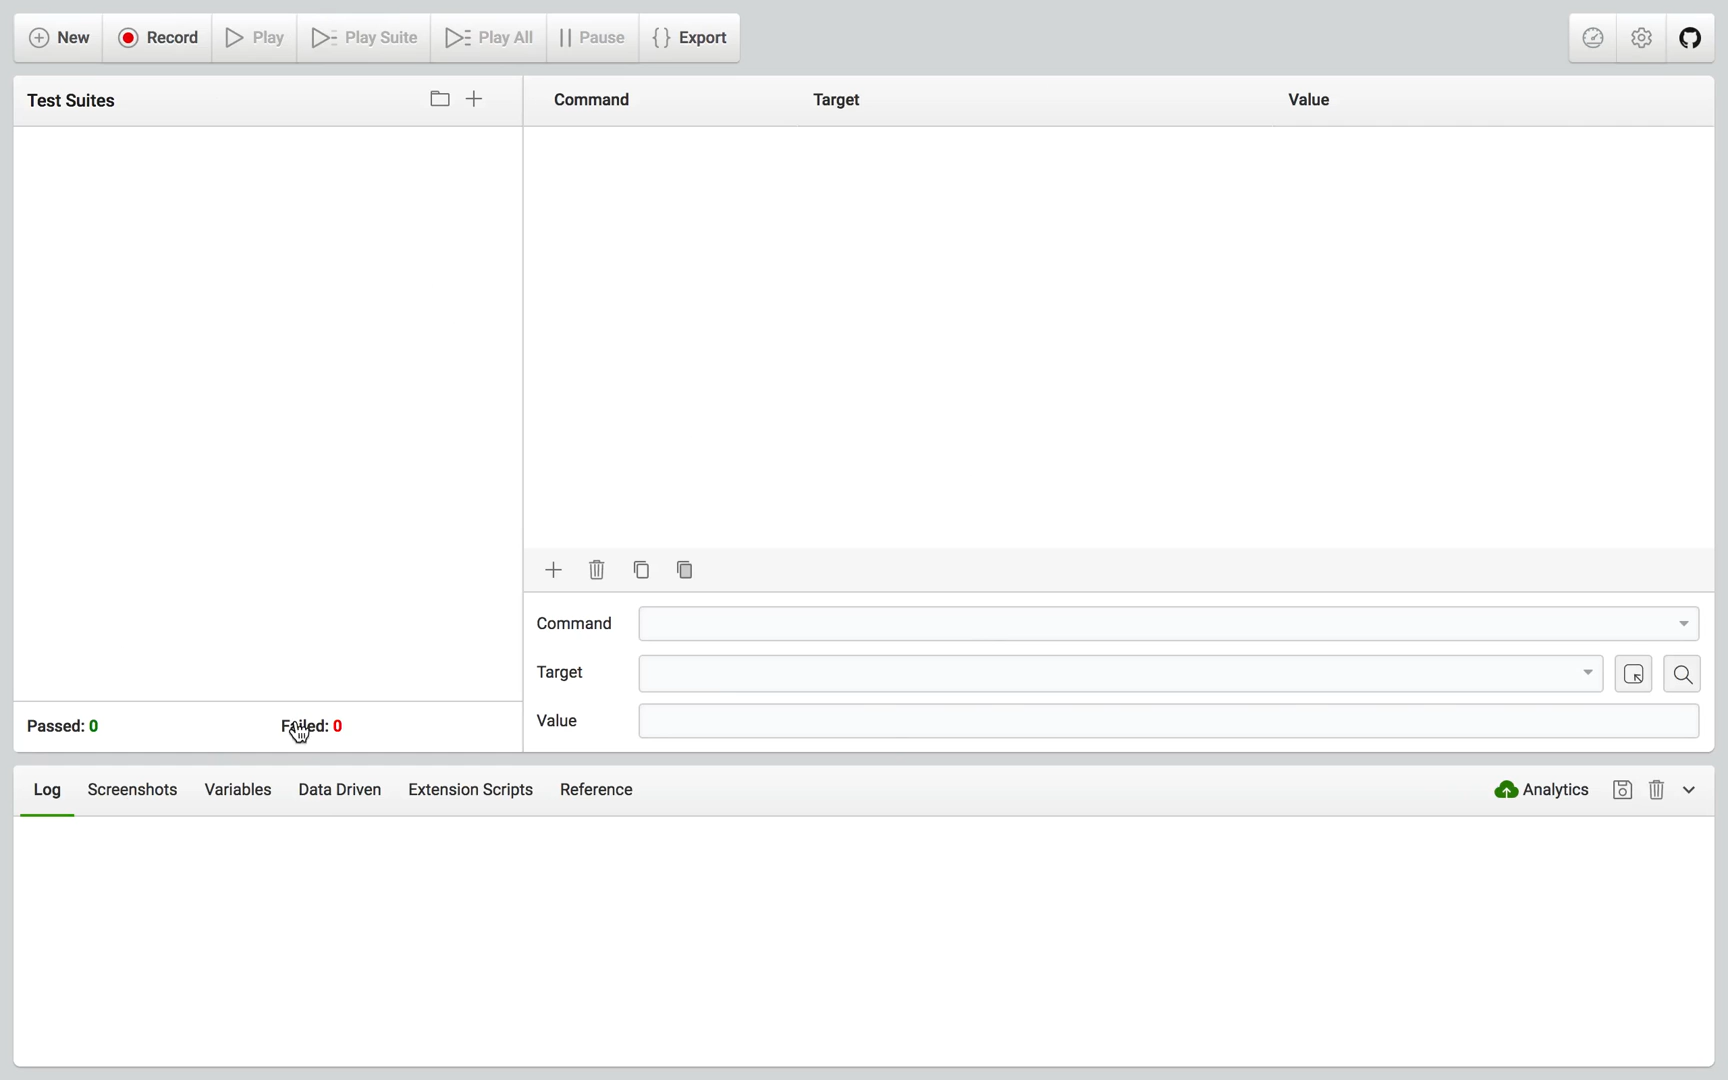 New Record Play Play Suite Play All Pause Export
Test Suites Command Target Value
Command
Target
Value
Passed: 0 Failed: 0
Log Screenshots Variables Data Driven Extension Scripts Reference Analytics